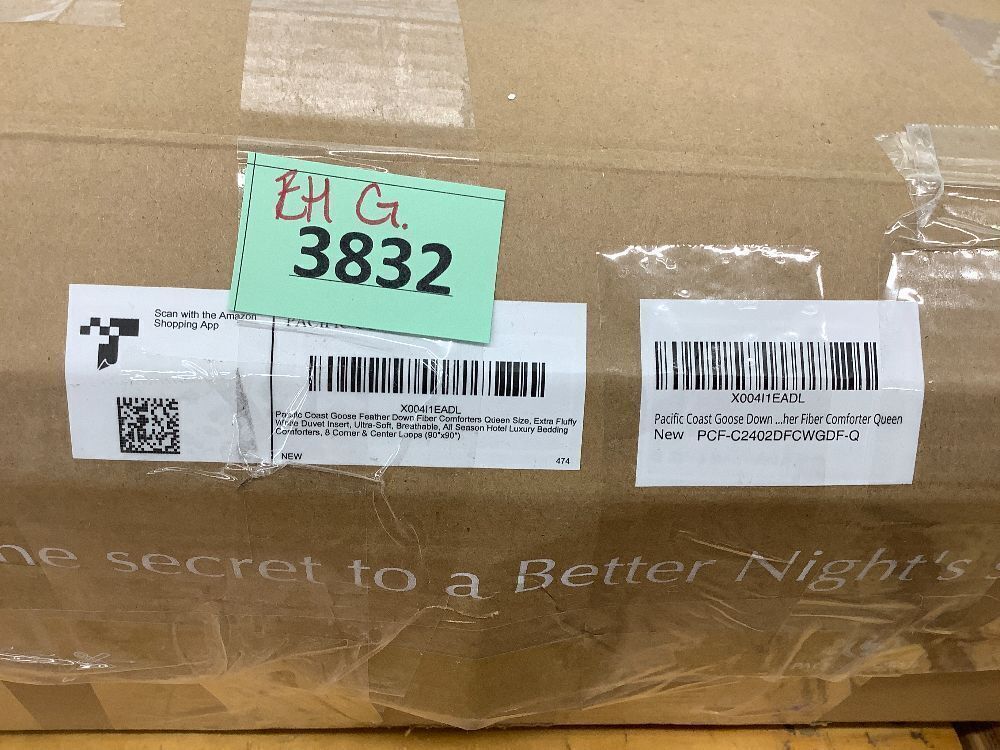 EH G.
3832
Scan with the Amazon
Shopping App
X004I1EADL
Pacific Coast Goose Feather Down Fiber Comforters Queen Size, Extra Fluffy
White Duvet Insert, Ultra-Soft, Breathable, All Season Hotel Luxury Bedding
Comforters, 8 Corner & Center Loops (90"x90")
NEW
474
X004I1EADL
Pacific Coast Goose Down ...her Fiber Comforter Queen
New PCF-C2402DFCWGDF-Q
secret to a Better Night's